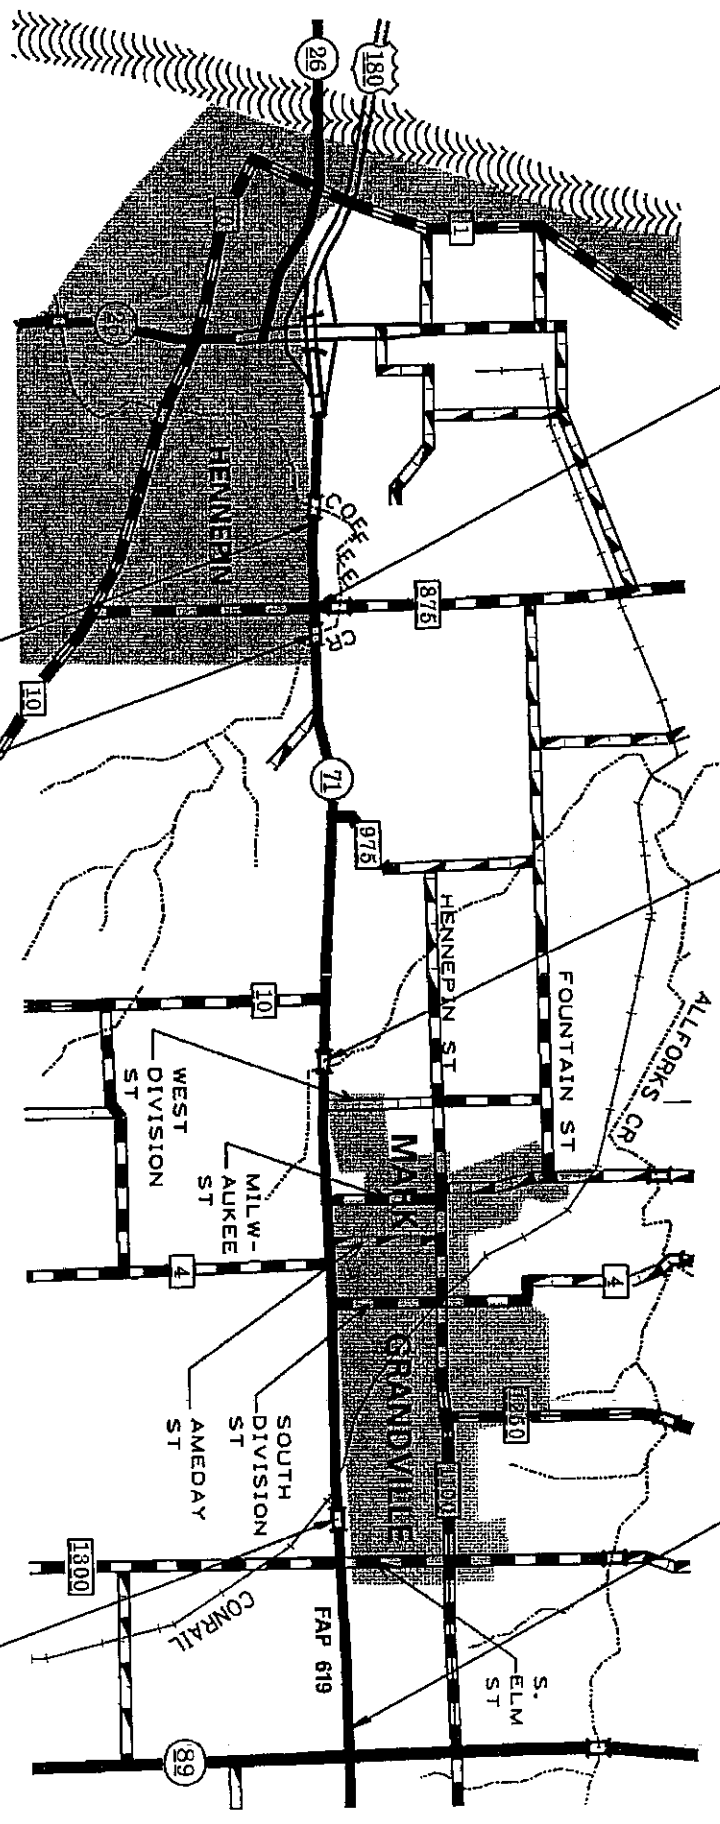 26
180
1
10
26
HENNEPIN
COFFEE
CR
875
10
71
975
HENNEPIN ST
FOUNTAIN ST
ALLFORKS CR
10
WEST
DIVISION
ST
MARK
MILW-
AUKEE
ST
4
4
GRANDVILLE
SOUTH
DIVISION
ST
AMEDAY
ST
1300
CONRAIL
FAP 619
S.
ELM
ST
89